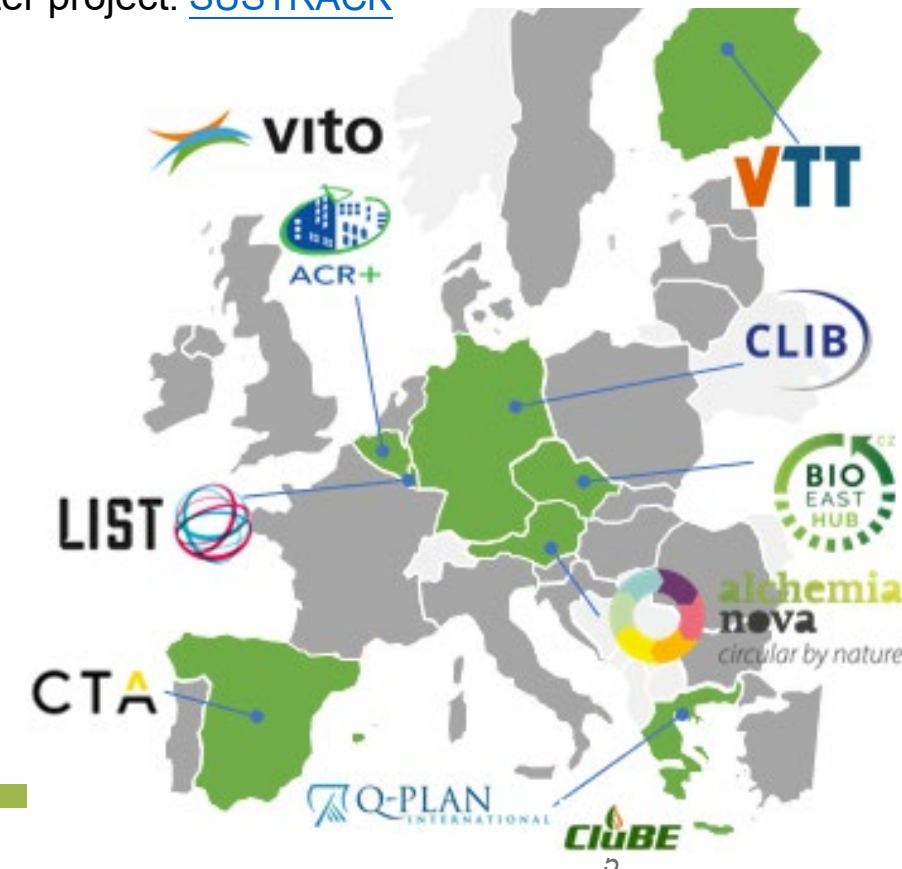 project: SUSTRACK
vito
ACR+
VTT
CLIB
CZ
BIO
EAST
HUB
LIST
alchemia
nova
circular by nature
CTA
Q-PLAN
INTERNATIONAL
CluBE